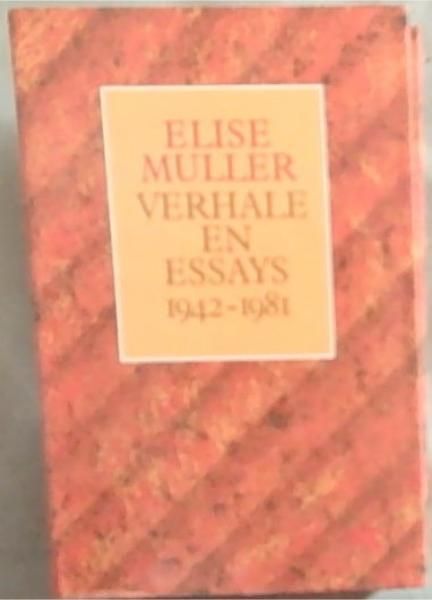 ELISE
MULLER
VERHALE
EN
ESSAYS
1942-1981